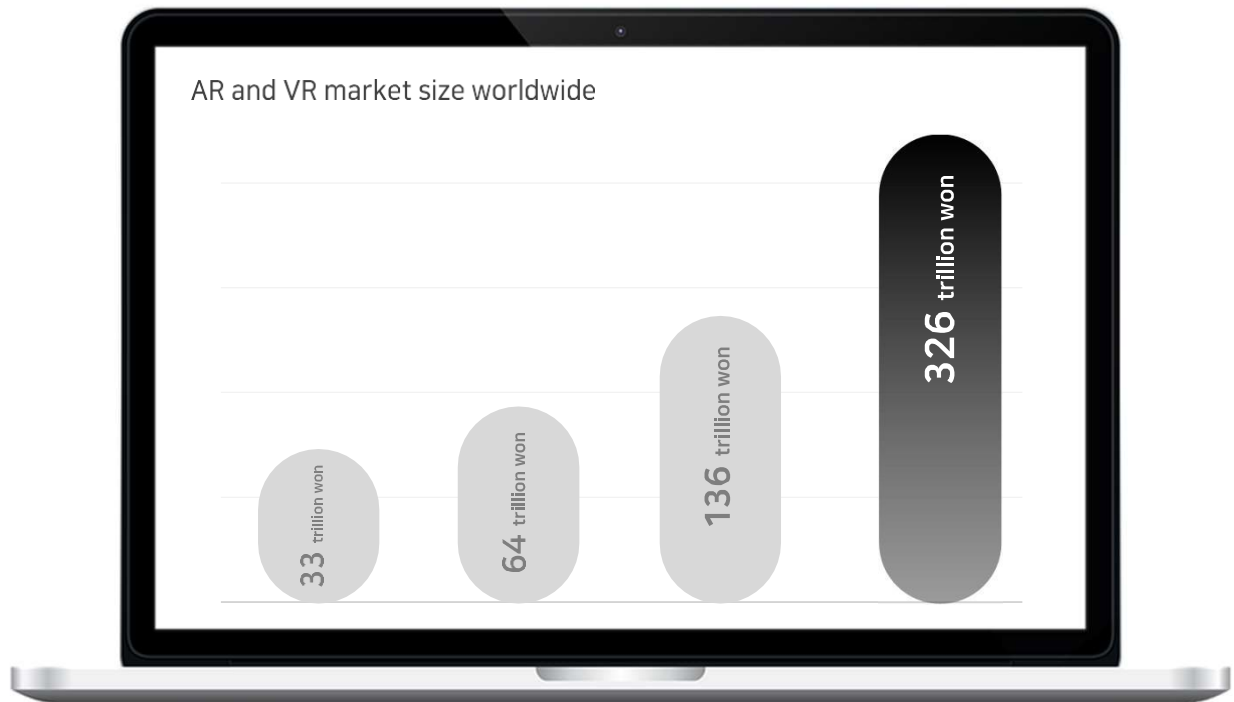 AR and VR market size worldwide
33 trillion won
64 trillion won
136 trillion won
326 trillion won